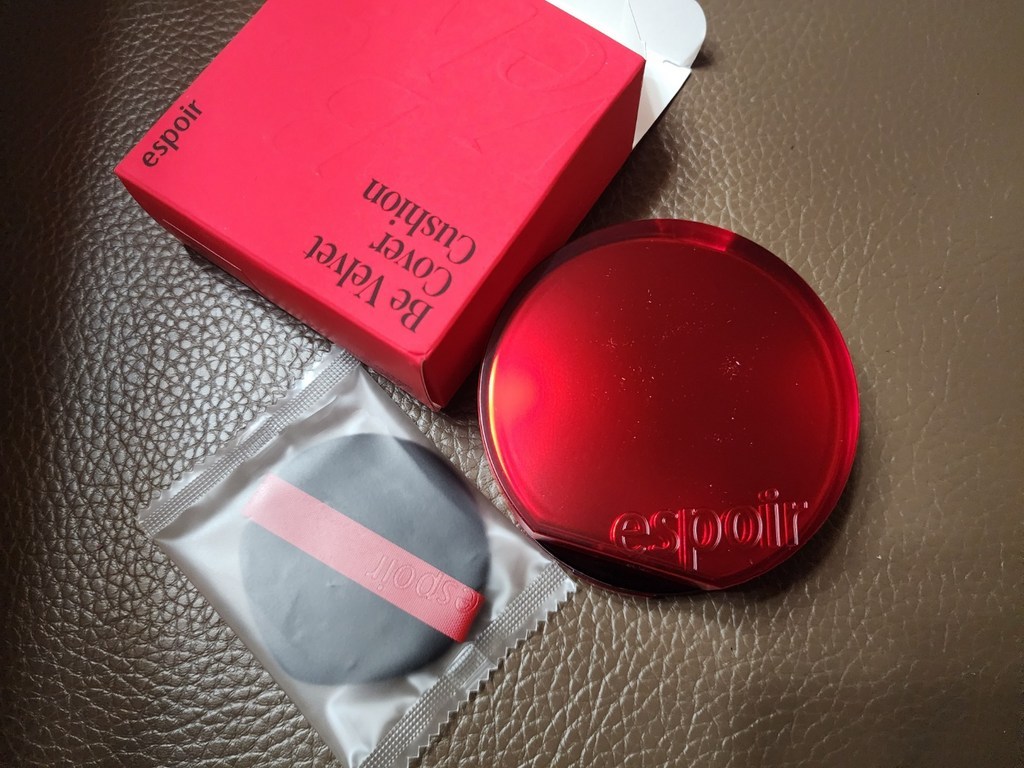 espoir
Be Velvet
Cover
Cushion
espoir
espoir